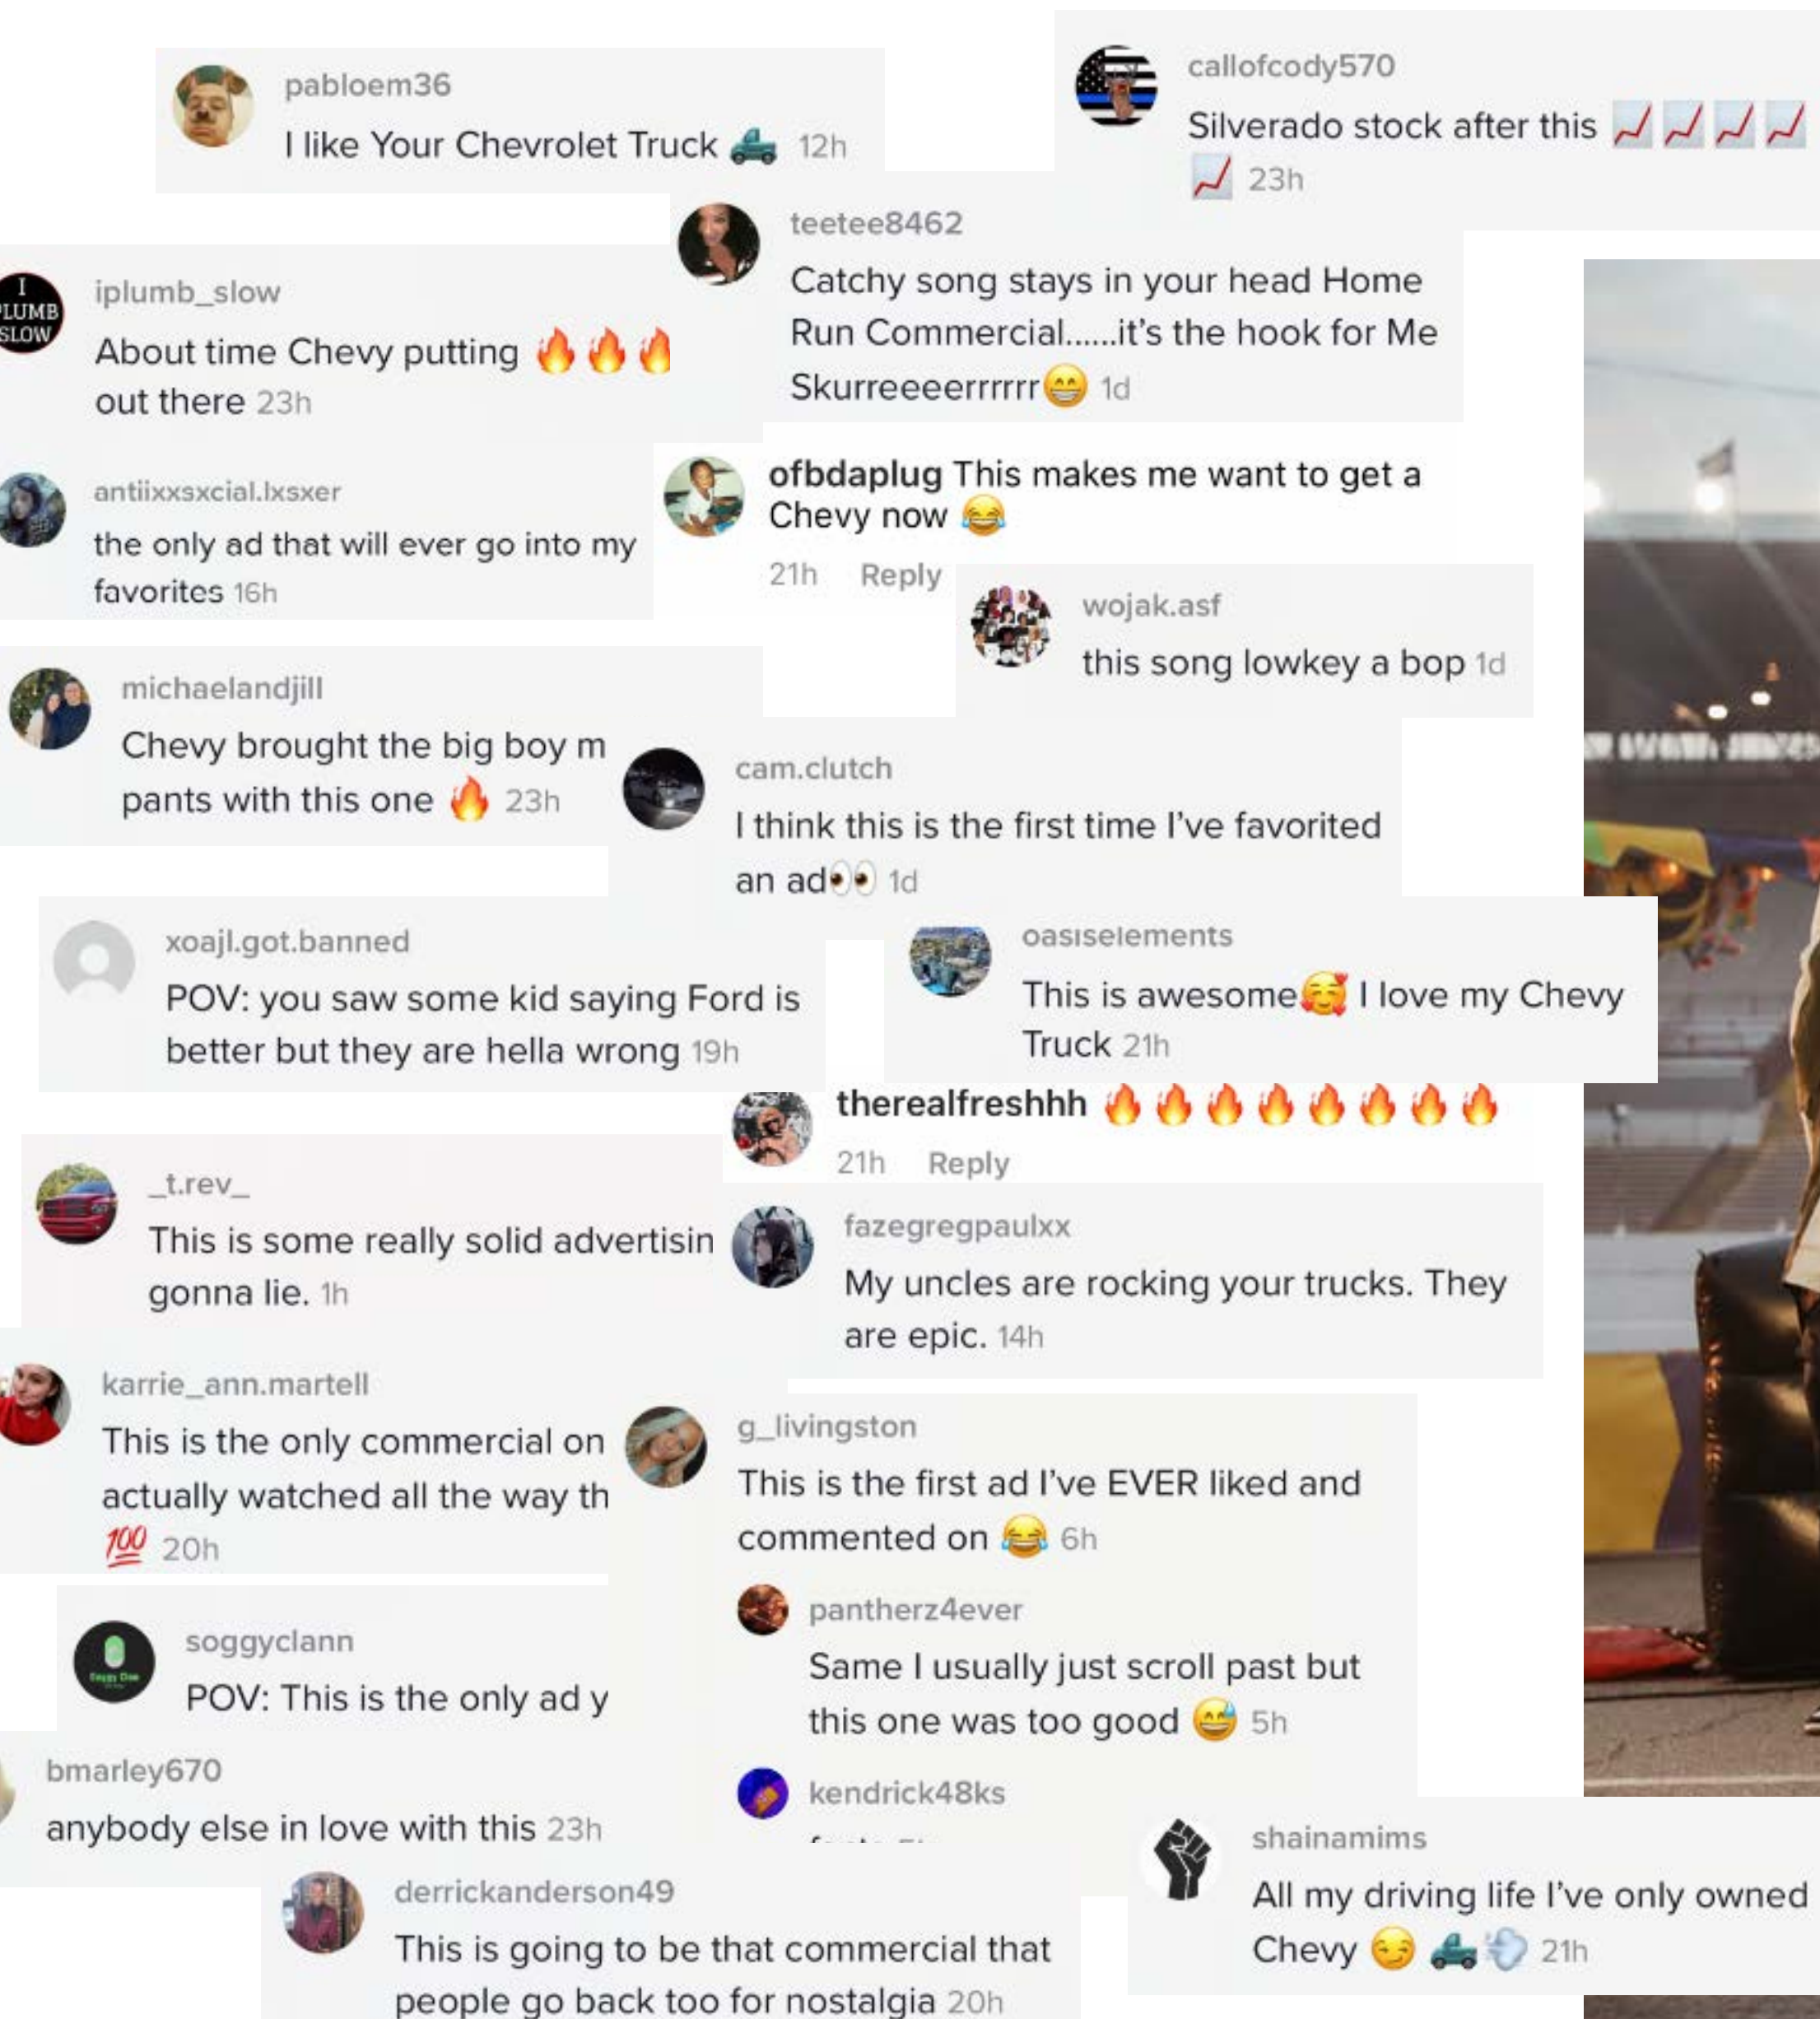 pabloem36
I like Your Chevrolet Truck 🛻 12h
callofcody570
Silverado stock after this 📈📈📈📈
📈 23h
teetee8462
Catchy song stays in your head Home
Run Commercial......it's the hook for Me
Skurreeeerrrrrr😁 1d
I
PLUMB
SLOW
iplumb_slow
About time Chevy putting 🔥🔥🔥
out there 23h
antiixxsxcial.lxsxer
the only ad that will ever go into my
favorites 16h
ofbdaplug This makes me want to get a
Chevy now 😂
21h Reply
wojak.asf
this song lowkey a bop 1d
michaelandjill
Chevy brought the big boy m
pants with this one 🔥 23h
cam.clutch
I think this is the first time I've favorited
an ad👀 1d
xoajl.got.banned
POV: you saw some kid saying Ford is
better but they are hella wrong 19h
oasiselements
This is awesome🥰 I love my Chevy
Truck 21h
therealfreshhh 🔥🔥🔥🔥🔥🔥🔥🔥
21h Reply
_t.rev_
This is some really solid advertisin
gonna lie. 1h
fazegregpaulxx
My uncles are rocking your trucks. They
are epic. 14h
karrie_ann.martell
This is the only commercial on
actually watched all the way th
💯 20h
g_livingston
This is the first ad I've EVER liked and
commented on 😂 6h
pantherz4ever
Same I usually just scroll past but
this one was too good 😅 5h
kendrick48ks
soggyclann
POV: This is the only ad y
bmarley670
anybody else in love with this 23h
derrickanderson49
This is going to be that commercial that
people go back too for nostalgia 20h
shainamims
All my driving life I've only owned
Chevy 😏🛻💨 21h